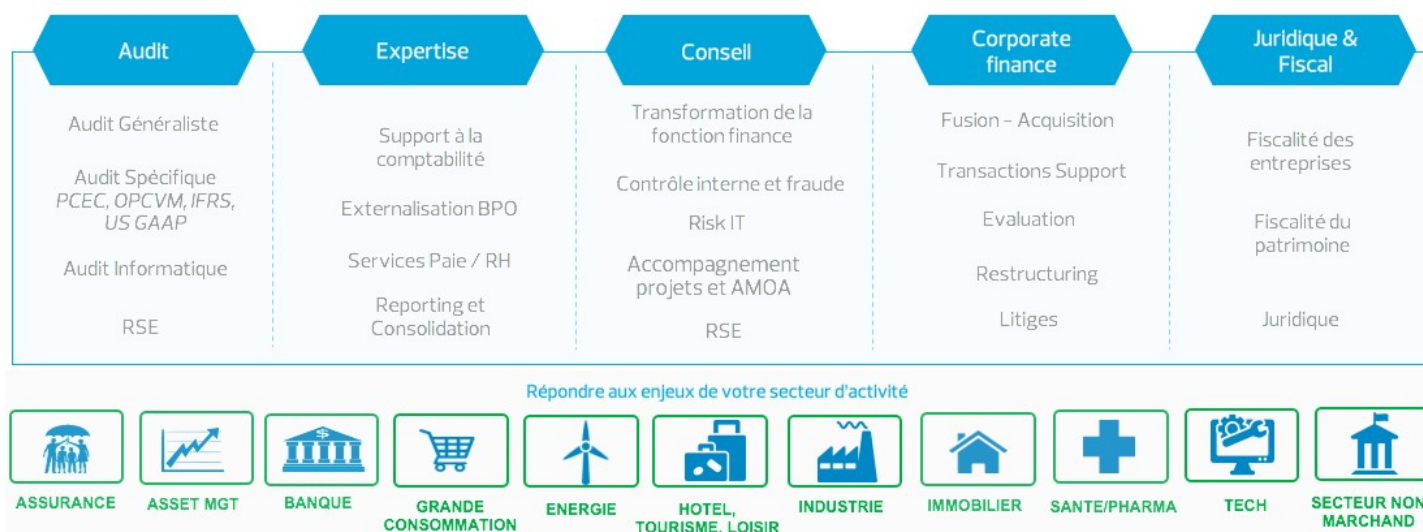 Audit
Audit Généraliste
Audit Spécifique
PCEC, OPCVM, IFRS,
US GAAP
Audit Informatique
RSE
Expertise
Support à la
comptabilité
Externalisation BPO
Services Paie / RH
Reporting et
Consolidation
Conseil
Transformation de la
fonction finance
Contrôle interne et fraude
Risk IT
Accompagnement
projets et AMOA
RSE
Corporate
finance
Fusion – Acquisition
Transactions Support
Evaluation
Restructuring
Litiges
Juridique &
Fiscal
Fiscalité des
entreprises
Fiscalité du
patrimoine
Juridique
Répondre aux enjeux de votre secteur d'activité
ASSURANCE
ASSET MGT
$
BANQUE
GRANDE
CONSOMMATION
ENERGIE
HOTEL,
TOURISME, LOISIR
INDUSTRIE
IMMOBILIER
SANTE/PHARMA
TECH
SECTEUR NON
MARCHAND